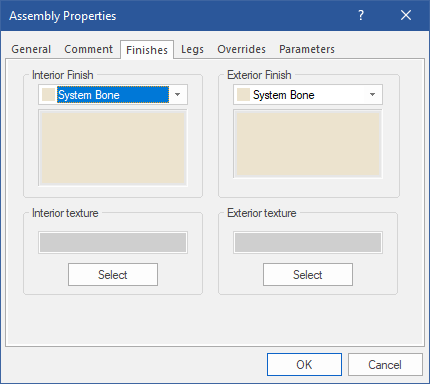 Assembly Properties ?
General Comment Finishes Legs Overrides Parameters
Interior Finish Exterior Finish
System Bone System Bone
Interior texture Exterior texture
Select Select
OK Cancel